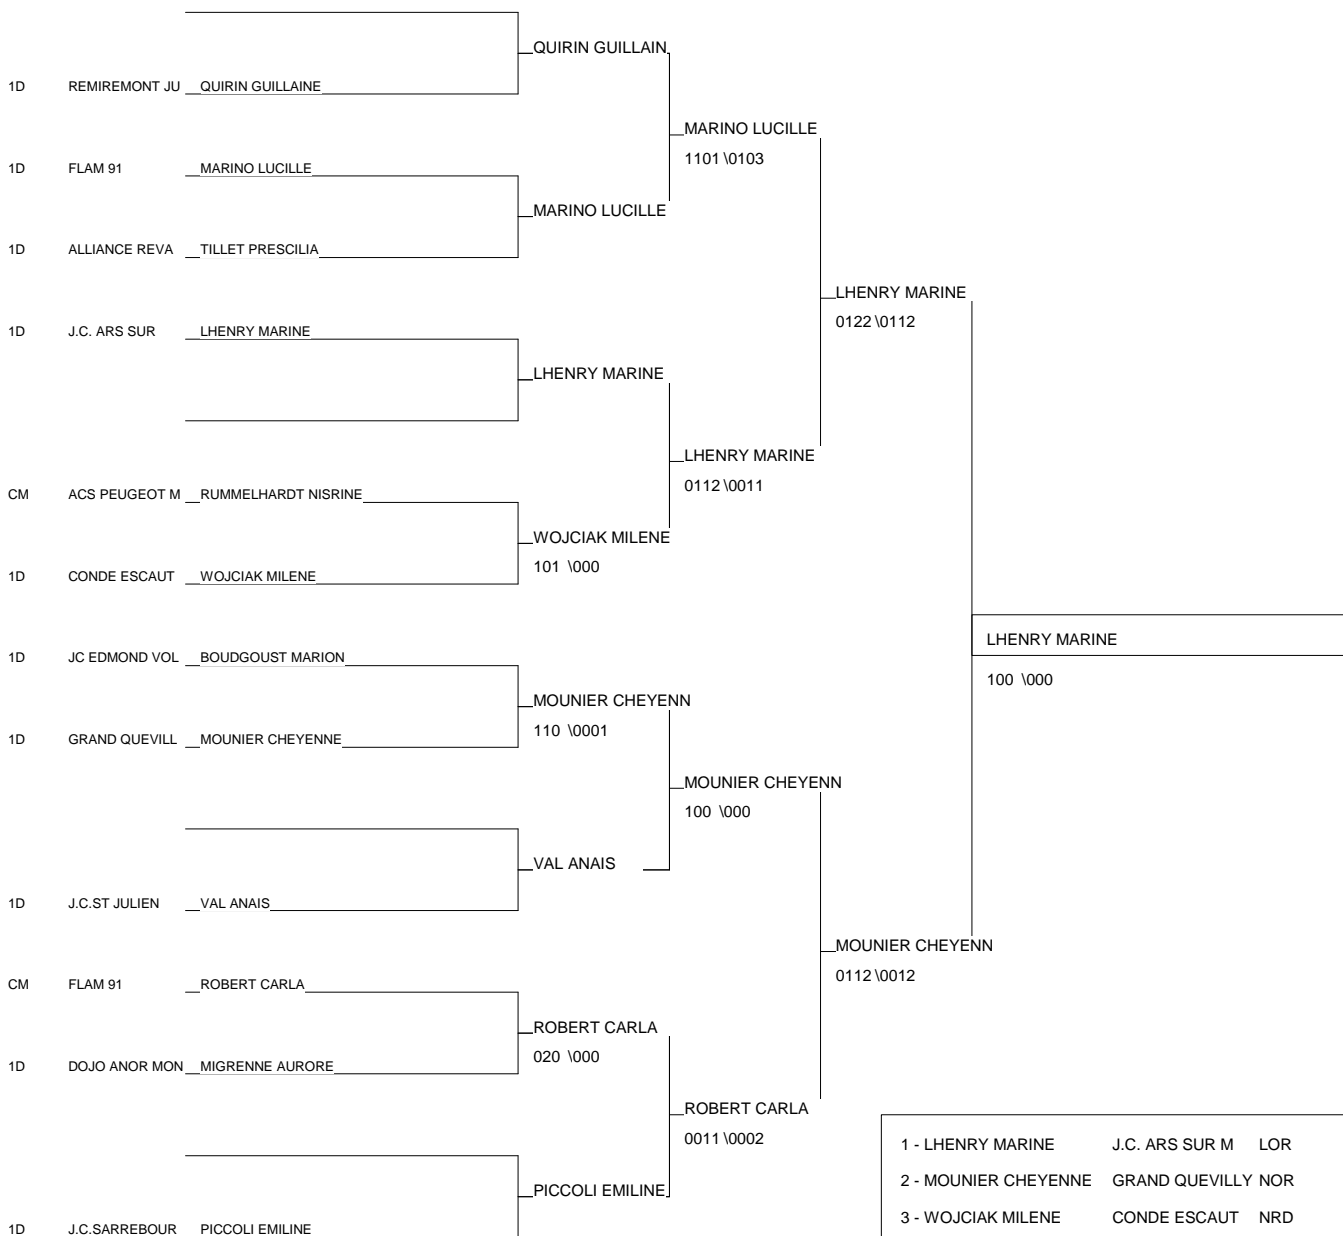 QUIRIN GUILLAIN
1D REMIREMONT JU QUIRIN GUILLAINE
MARINO LUCILLE
1101 \0103
1D FLAM 91 MARINO LUCILLE
MARINO LUCILLE
1D ALLIANCE REVA TILLET PRESCILIA
LHENRY MARINE
0122 \0112
1D J.C. ARS SUR LHENRY MARINE
LHENRY MARINE
LHENRY MARINE
0112 \0011
CM ACS PEUGEOT M RUMMELHARDT NISRINE
WOJCIAK MILENE
101 \000
1D CONDE ESCAUT WOJCIAK MILENE
LHENRY MARINE
100 \000
1D JC EDMOND VOL BOUDGOUST MARION
MOUNIER CHEYENN
110 \0001
1D GRAND QUEVILL MOUNIER CHEYENNE
MOUNIER CHEYENN
100 \000
VAL ANAIS
1D J.C.ST JULIEN VAL ANAIS
MOUNIER CHEYENN
0112 \0012
CM FLAM 91 ROBERT CARLA
ROBERT CARLA
020 \000
1D DOJO ANOR MON MIGRENNE AURORE
ROBERT CARLA
0011 \0002
PICCOLI EMILINE
1D J.C.SARREBOUR PICCOLI EMILINE
1 - LHENRY MARINE J.C. ARS SUR M LOR
2 - MOUNIER CHEYENNE GRAND QUEVILLY NOR
3 - WOJCIAK MILENE CONDE ESCAUT NRD